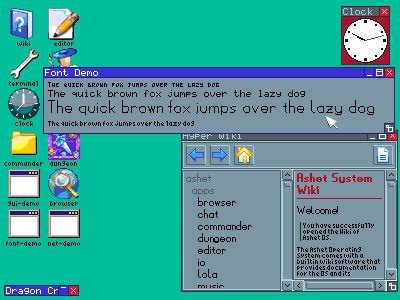 Clock
wiki
editor
Font Demo
terminal
THE QUICK BROWN FOX JUMPS OVER THE LAZY DOG
The quick brown fox jumps over the lazy dog
The quick brown fox jumps over the lazy dog
The quick brown fox jumps over the lazy dog
clock
Hyper Wiki
commander
dungeon
ashet
apps
browser
chat
commander
dungeon
editor
io
lola
music
Ashet System
Wiki
Welcome!
You have successfully
opened the Wiki of
Ashet OS.
The Ashet Operating
System comes with a
builtin wiki software that
provides documentation
for the OS and its
gui-demo
browser
font-demo
net-demo
Dragon Cr